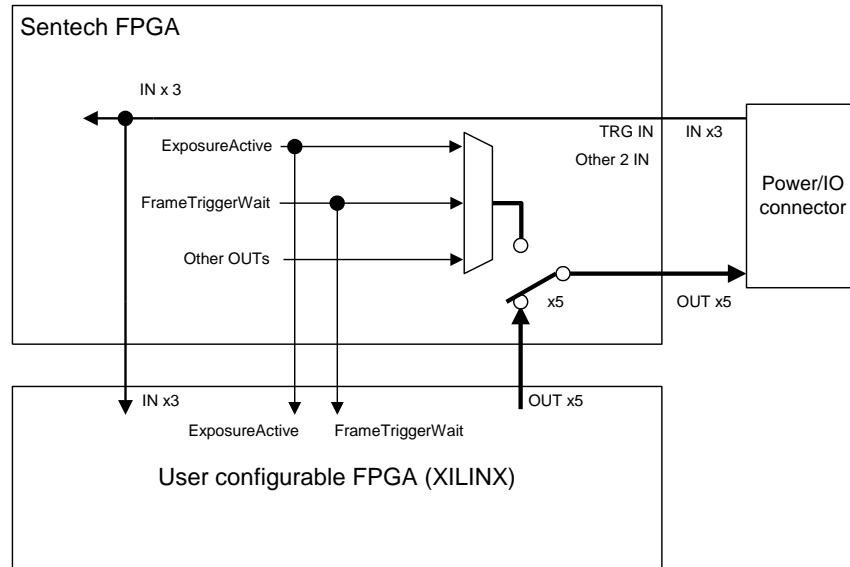 Sentech FPGA
IN x 3
TRG IN
IN x3
ExposureActive
Other 2 IN
Power/IO
connector
FrameTriggerWait
Other OUTs
x5
OUT x5
IN x3
OUT x5
ExposureActive
FrameTriggerWait
User configurable FPGA (XILINX)